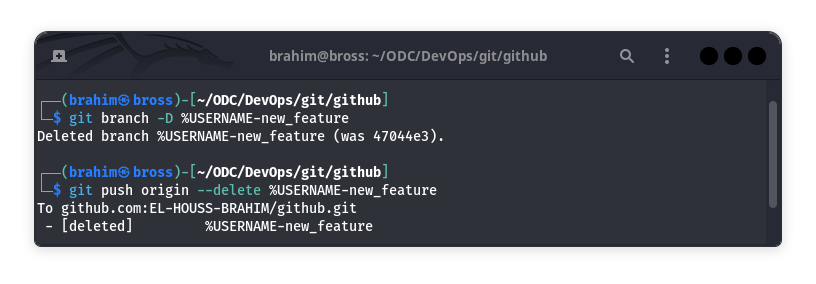 brahim@bross: ~/ODC/DevOps/git/github
┌──(brahim㉿bross)-[~/ODC/DevOps/git/github]
└─$ git branch -D %USERNAME-new_feature
Deleted branch %USERNAME-new_feature (was 47044e3).
┌──(brahim㉿bross)-[~/ODC/DevOps/git/github]
└─$ git push origin --delete %USERNAME-new_feature
To github.com:EL-HOUSS-BRAHIM/github.git
 - [deleted]         %USERNAME-new_feature